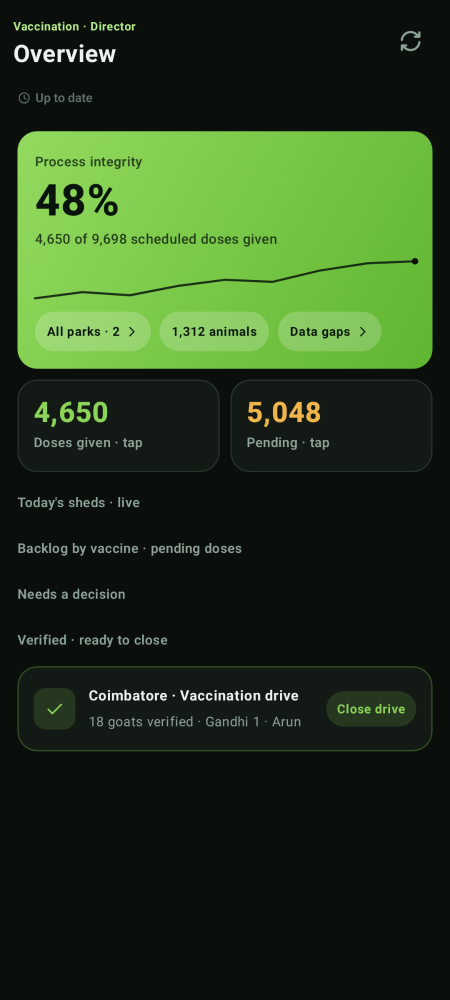 Vaccination · Director
Overview
Up to date
Process integrity
48%
4,650 of 9,698 scheduled doses given
All parks · 2
1,312 animals
Data gaps
4,650
Doses given · tap
5,048
Pending · tap
Today's sheds · live
Backlog by vaccine · pending doses
Needs a decision
Verified · ready to close
Coimbatore · Vaccination drive
18 goats verified · Gandhi 1 · Arun
Close drive